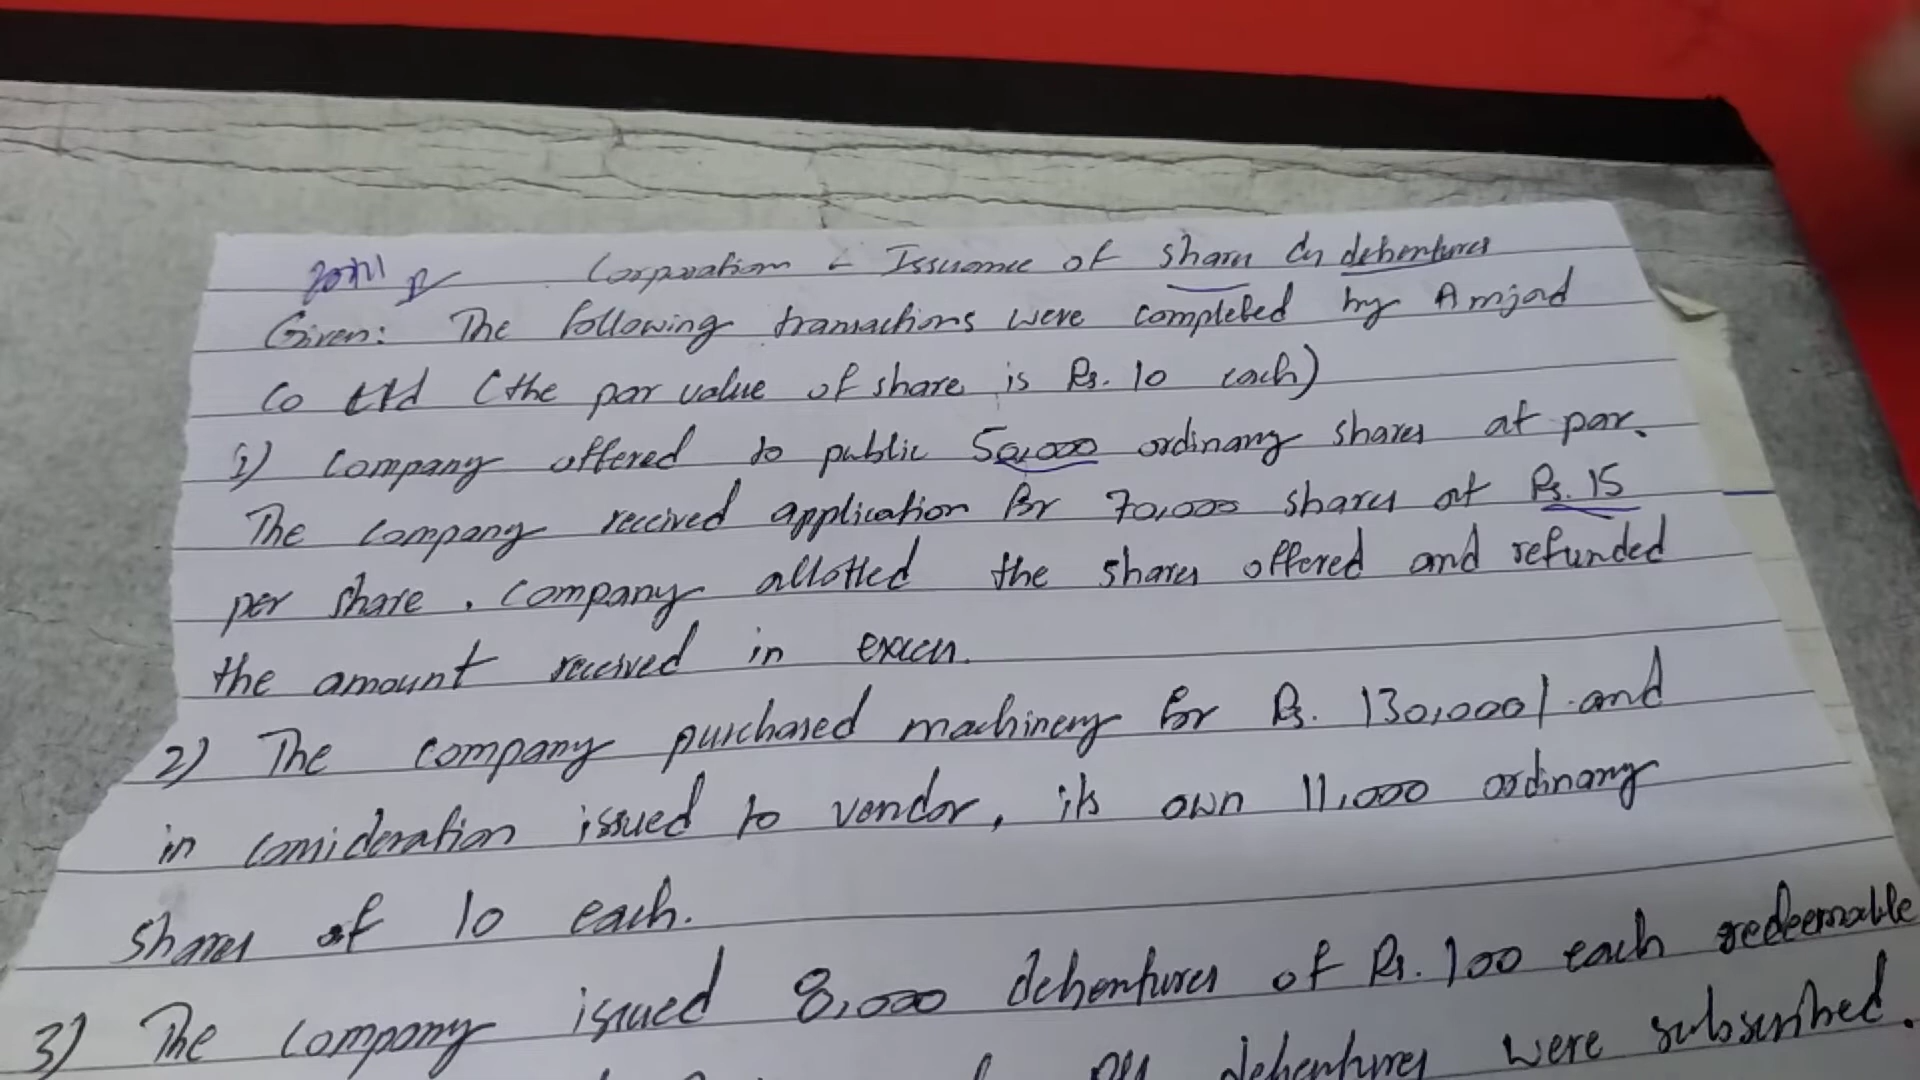 Corporation - Issuance of share & debentures
Given: The following transactions were completed by Amjad
Co Ltd (the par value of share is Rs. 10 each)
1) Company offered to public 50,000 ordinary shares at par.
The company received application for 70,000 shares at Rs. 15
per share. Company allotted the shares offered and refunded
the amount received in excess.
2) The company purchased machinery for Rs. 130,000/- and
in consideration issued to vendor, its own 11,000 ordinary
shares of 10 each.
3) The company issued 8,000 debentures of Rs. 100 each redeemable
debentures were subscribed.